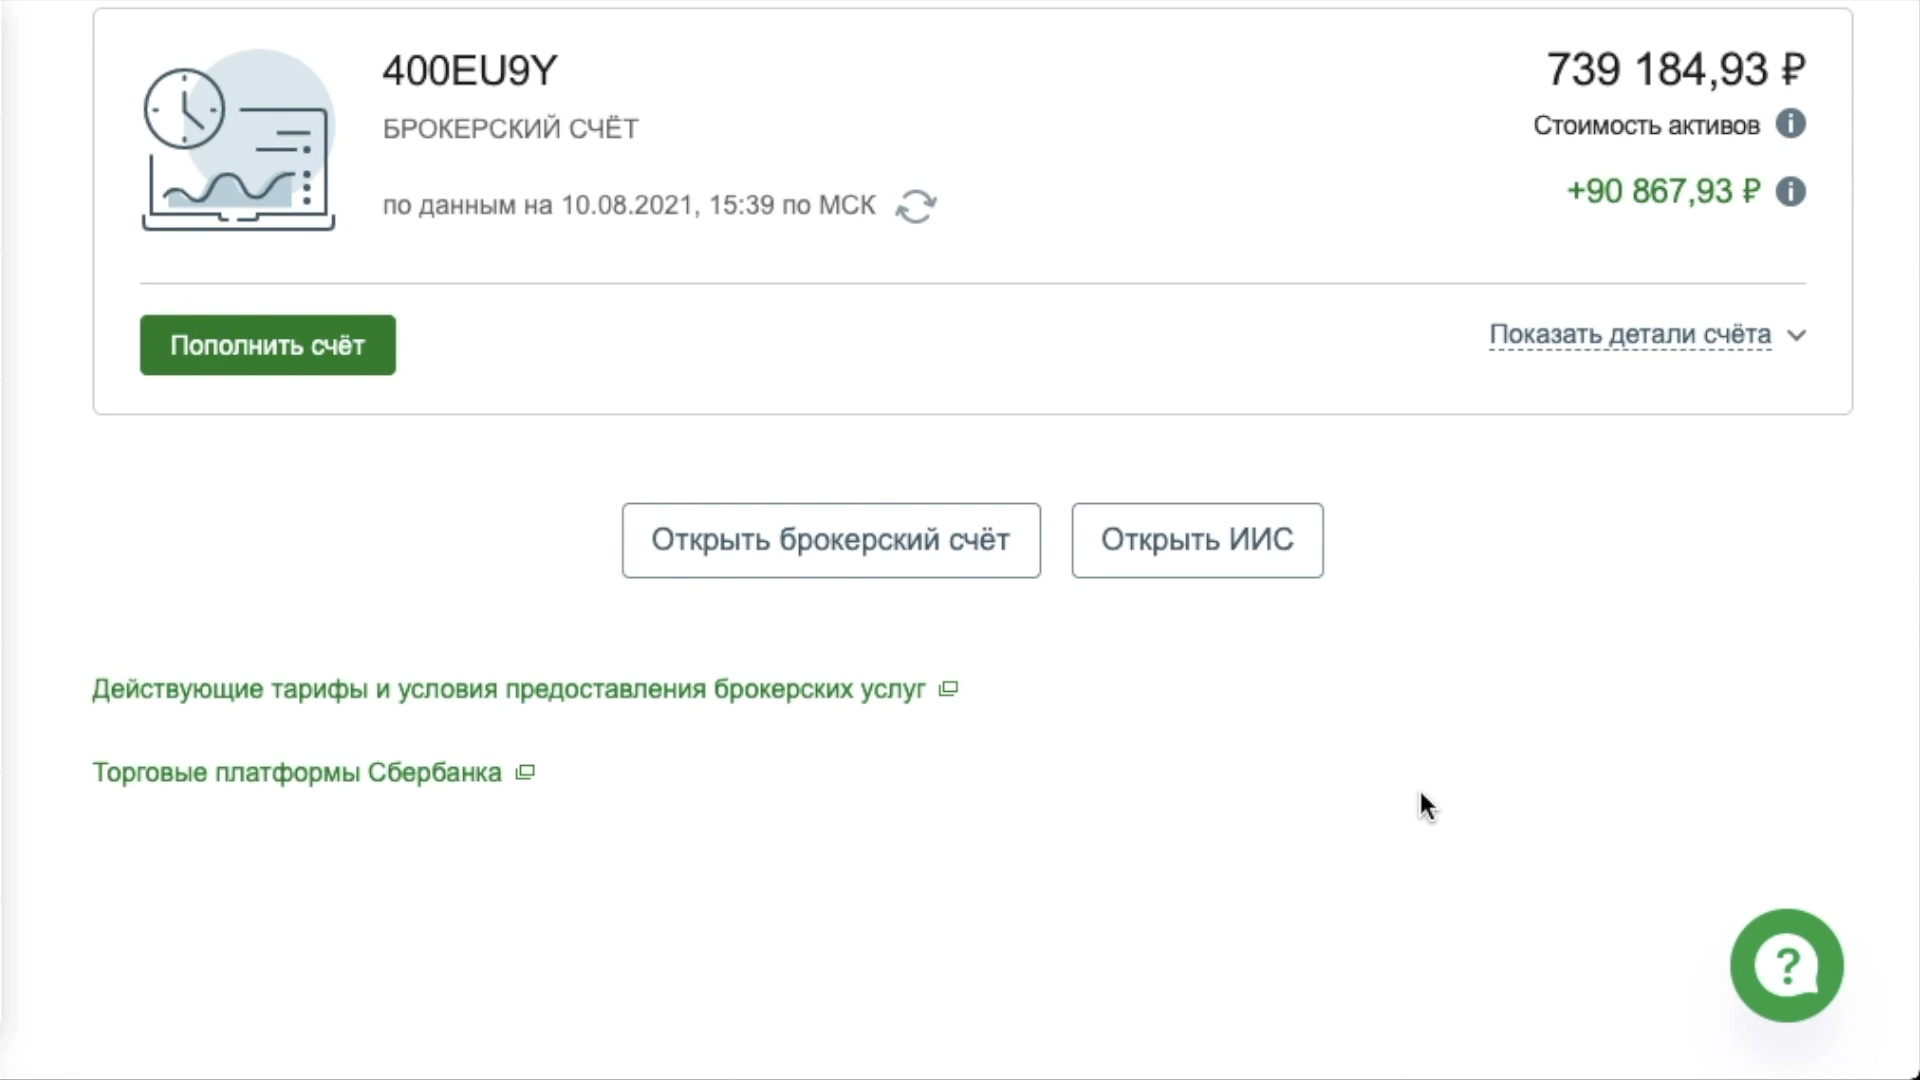 400EU9Y
739 184,93 ₽
БРОКЕРСКИЙ СЧЁТ
Стоимость активов
по данным на 10.08.2021, 15:39 по МСК
+90 867,93 ₽
Пополнить счёт
Показать детали счёта
Открыть брокерский счёт
Открыть ИИС
Действующие тарифы и условия предоставления брокерских услуг
Торговые платформы Сбербанка
?